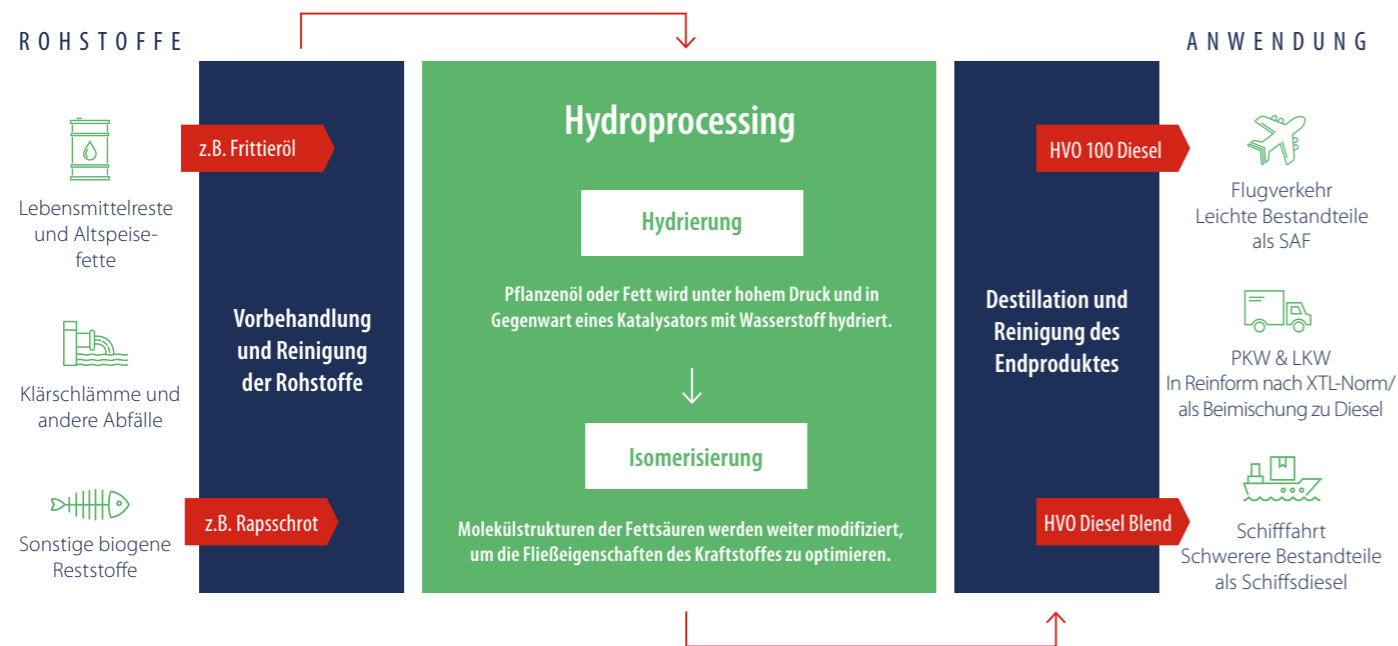 ROHSTOFFE
Lebensmittelreste
und Altspeise-
fette
Klärschlämme und
andere Abfälle
Sonstige biogene
Reststoffe
z.B. Frittieröl
Vorbehandlung
und Reinigung
der Rohstoffe
z.B. Rapsschrot
Hydroprocessing
Hydrierung
Pflanzenöl oder Fett wird unter hohem Druck und in
Gegenwart eines Katalysators mit Wasserstoff hydriert.
Isomerisierung
Molekülstrukturen der Fettsäuren werden weiter modifiziert,
um die Fließeigenschaften des Kraftstoffes zu optimieren.
HVO 100 Diesel
Destillation und
Reinigung des
Endproduktes
HVO Diesel Blend
ANWENDUNG
Flugverkehr
Leichte Bestandteile
als SAF
PKW & LKW
In Reinform nach XTL-Norm/
als Beimischung zu Diesel
Schifffahrt
Schwerere Bestandteile
als Schiffsdiesel